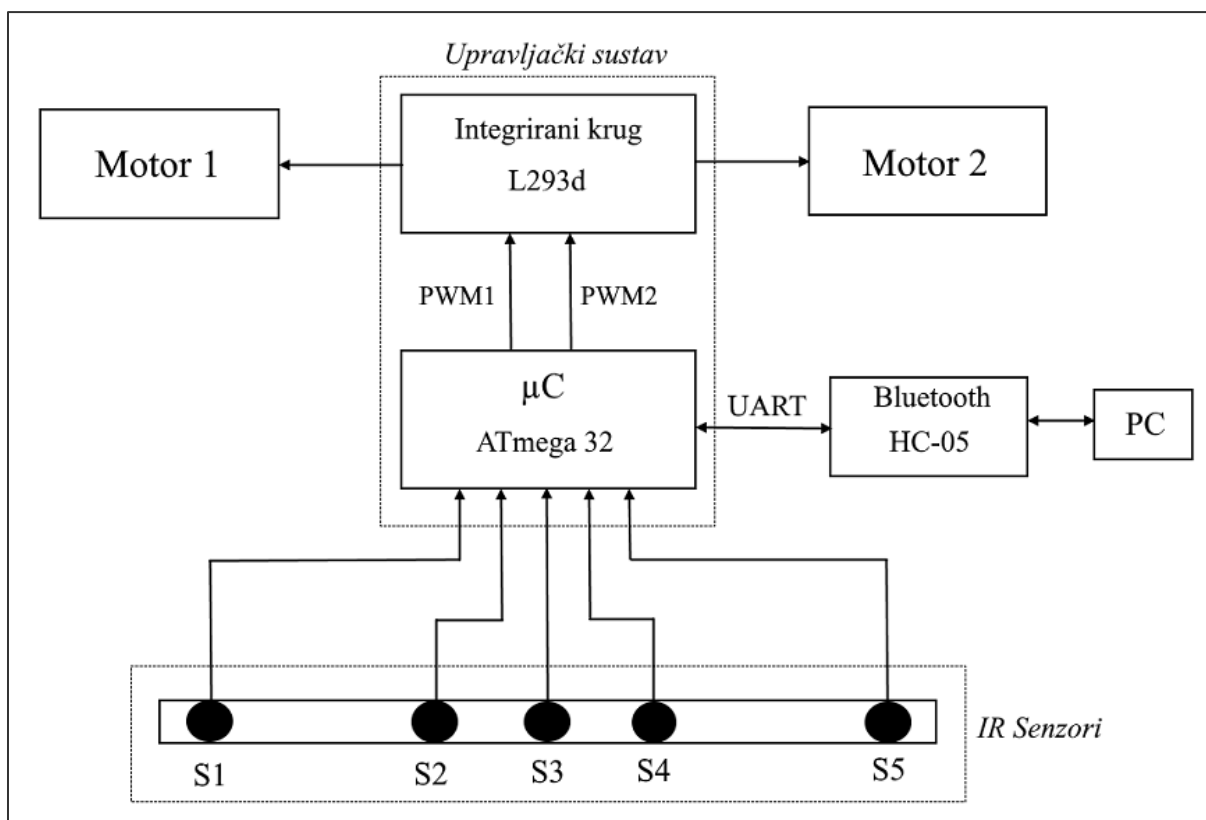 Upravljački sustav
Motor 1
Integrirani krug
L293d
Motor 2
PWM1
PWM2
µC
ATmega 32
UART
Bluetooth
HC-05
PC
IR Senzori
S1
S2
S3
S4
S5